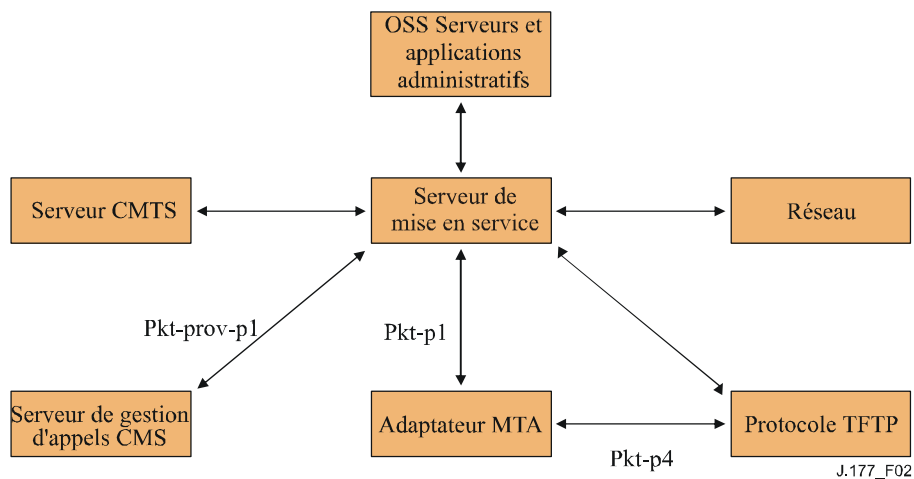 OSS Serveurs et
applications
administratifs
Serveur CMTS
Serveur de
mise en service
Réseau
Pkt-prov-p1
Pkt-p1
Serveur de gestion
d'appels CMS
Adaptateur MTA
Protocole TFTP
Pkt-p4
J.177_F02